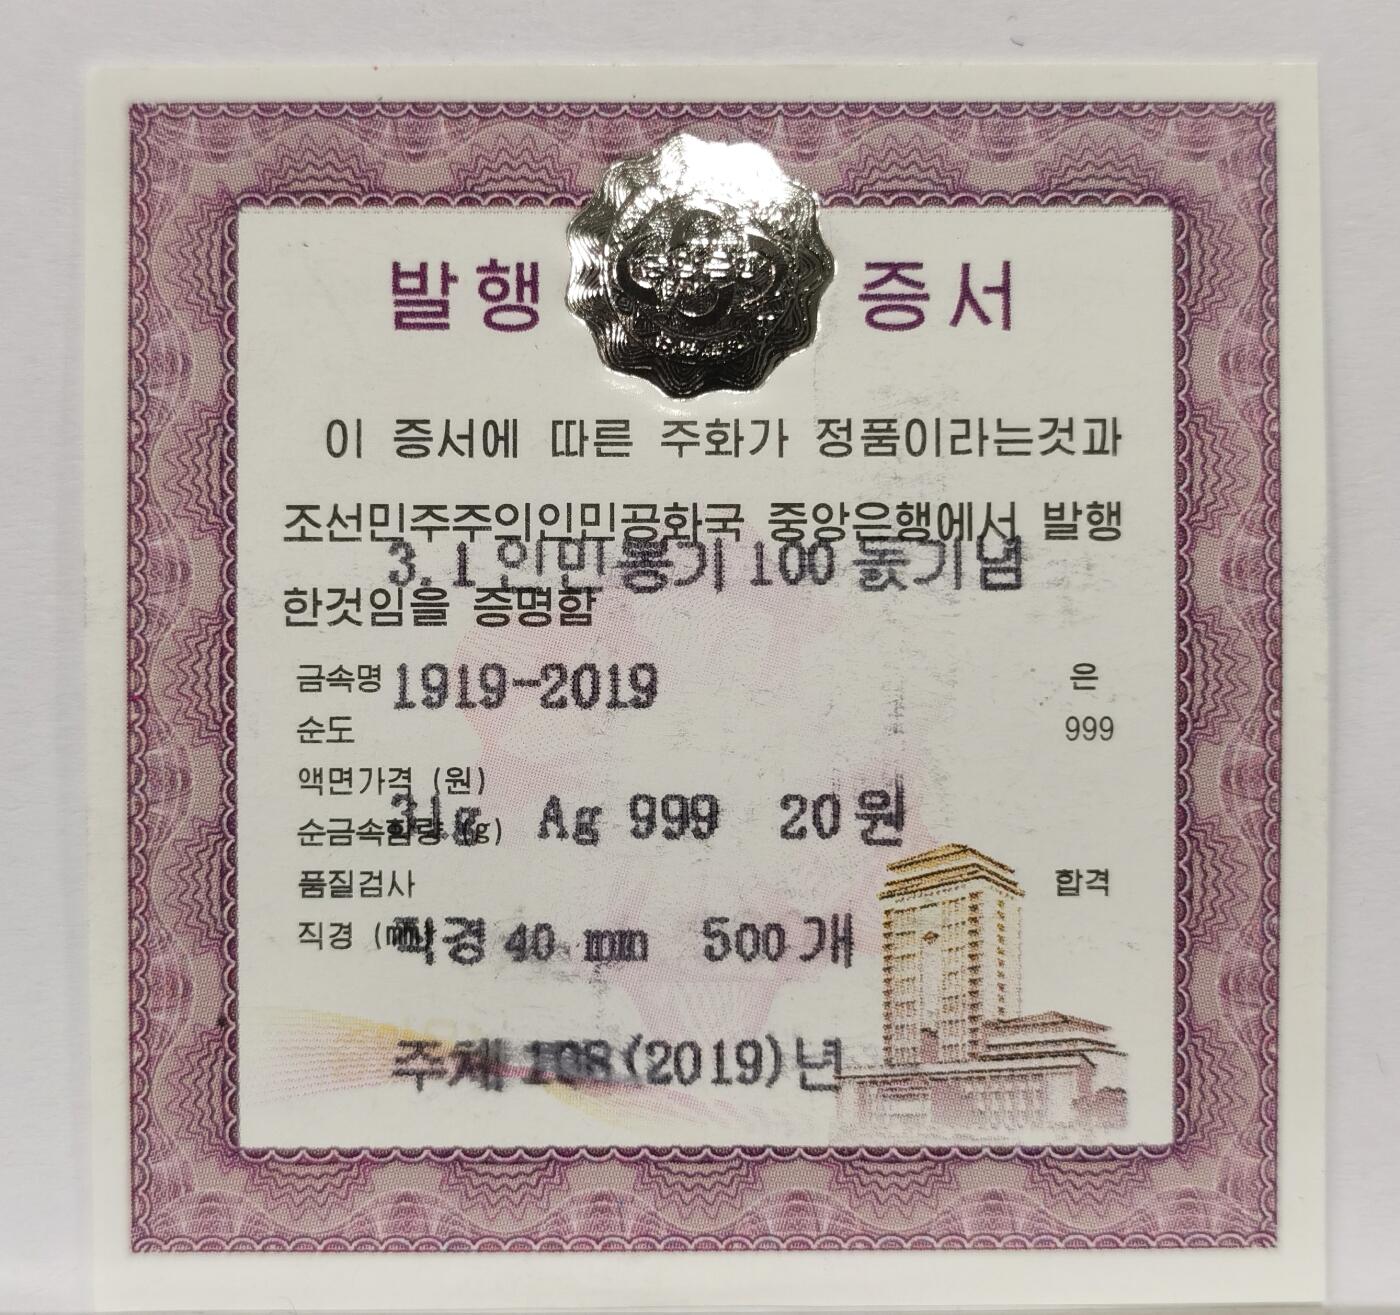 발행 증서
이 증서에 따른 주화가 정품이라는것과
조선민주주의인민공화국 중앙은행에서 발행
3.1인민봉기 100돐기념
한것임을 증명함
금속명 은
1919-2019
순도 999
액면가격 (원)
31g Ag 999 20원
순금속함량 (g)
품질검사 합격
직경 (mm)
직경 40 mm 500개
주체 108(2019)년